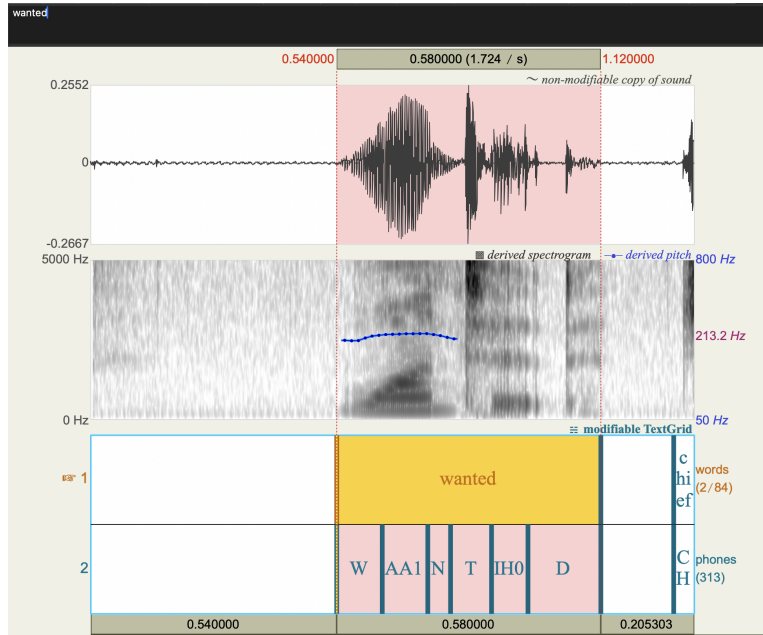 wanted
0.540000 0.580000 (1.724 / s) 1.120000
~ non-modifiable copy of sound
0.2552
0
-0.2667
5000 Hz derived spectrogram derived pitch 800 Hz
213.2 Hz
0 Hz 50 Hz
modifiable TextGrid
1 wanted chief words (2/84)
2 W AA1 N T IH0 D CH phones (313)
0.540000 0.580000 0.205303